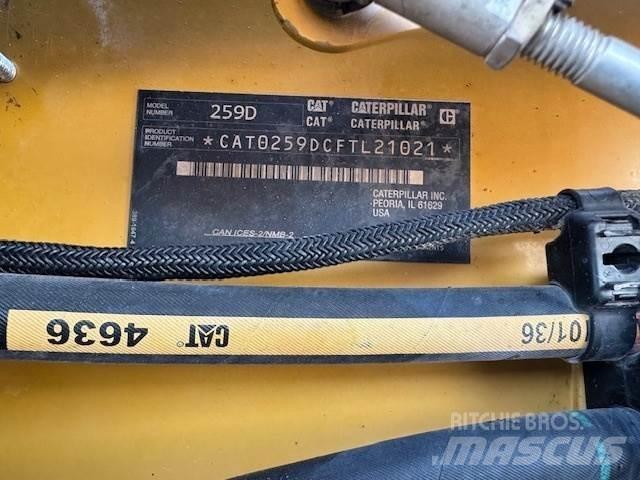 MODEL NUMBER 259D CAT® CATERPILLAR®
CAT® CATERPILLAR®
PRODUCT IDENTIFICATION NUMBER *CAT0259DCFTL21021*
CATERPILLAR INC.
PEORIA, IL 61629
USA
CAN ICES-2/NMB-2
4636 CAT® 01/36
RITCHIE BROS.
MASCUS